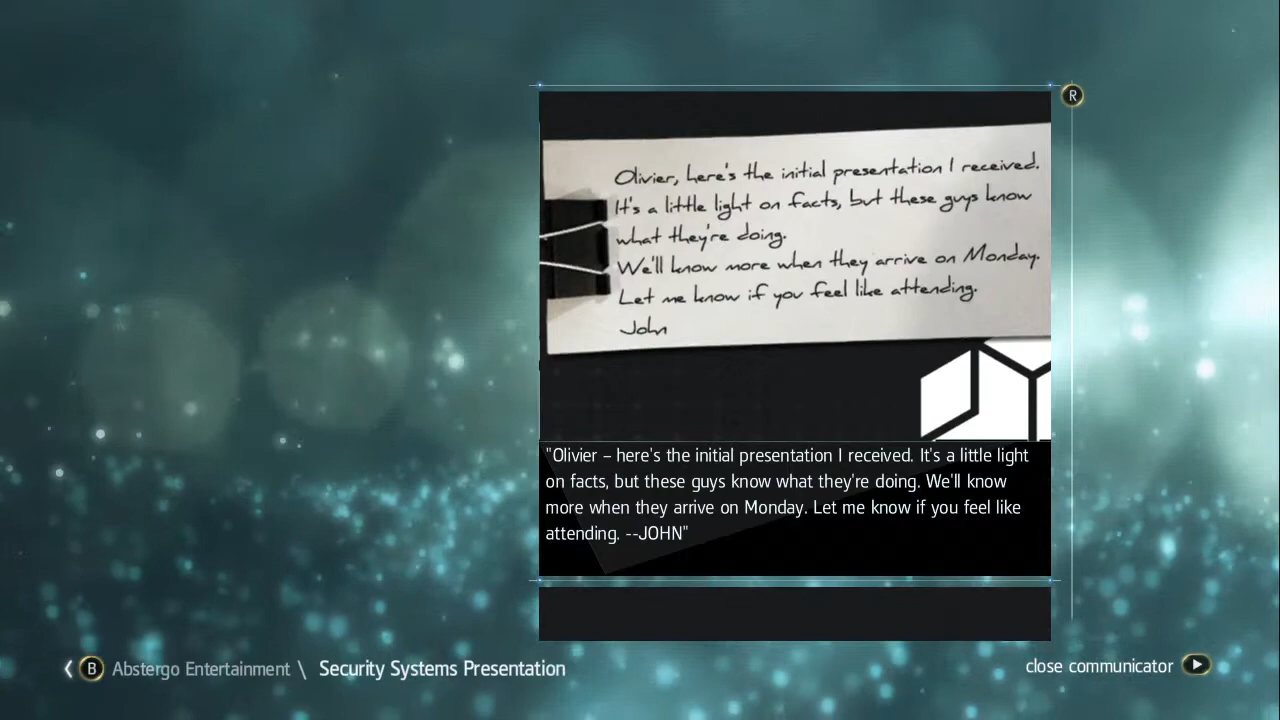 R
Olivier, here's the initial presentation I received.
It's a little light on facts, but these guys know
what they're doing.
We'll know more when they arrive on Monday.
Let me know if you feel like attending.
John
"Olivier – here's the initial presentation I received. It's a little light
on facts, but these guys know what they're doing. We'll know
more when they arrive on Monday. Let me know if you feel like
attending. --JOHN"
B Abstergo Entertainment \ Security Systems Presentation
close communicator